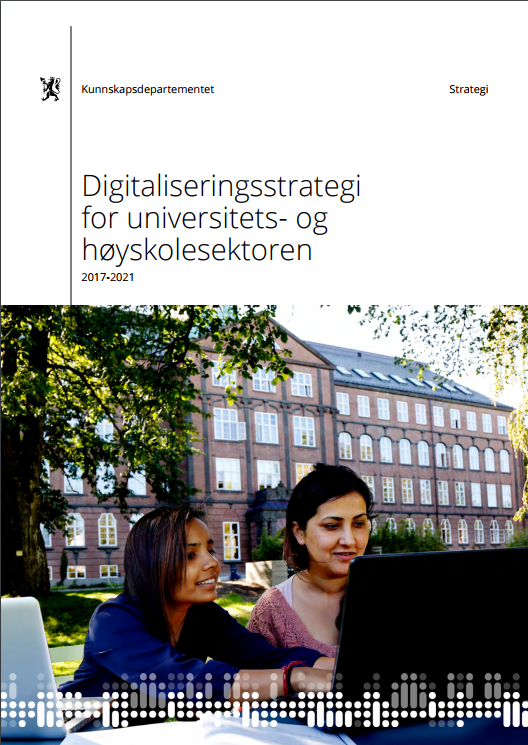 Kunnskapsdepartementet
Strategi
Digitaliseringsstrategi
for universitets- og
høyskolesektoren
2017-2021